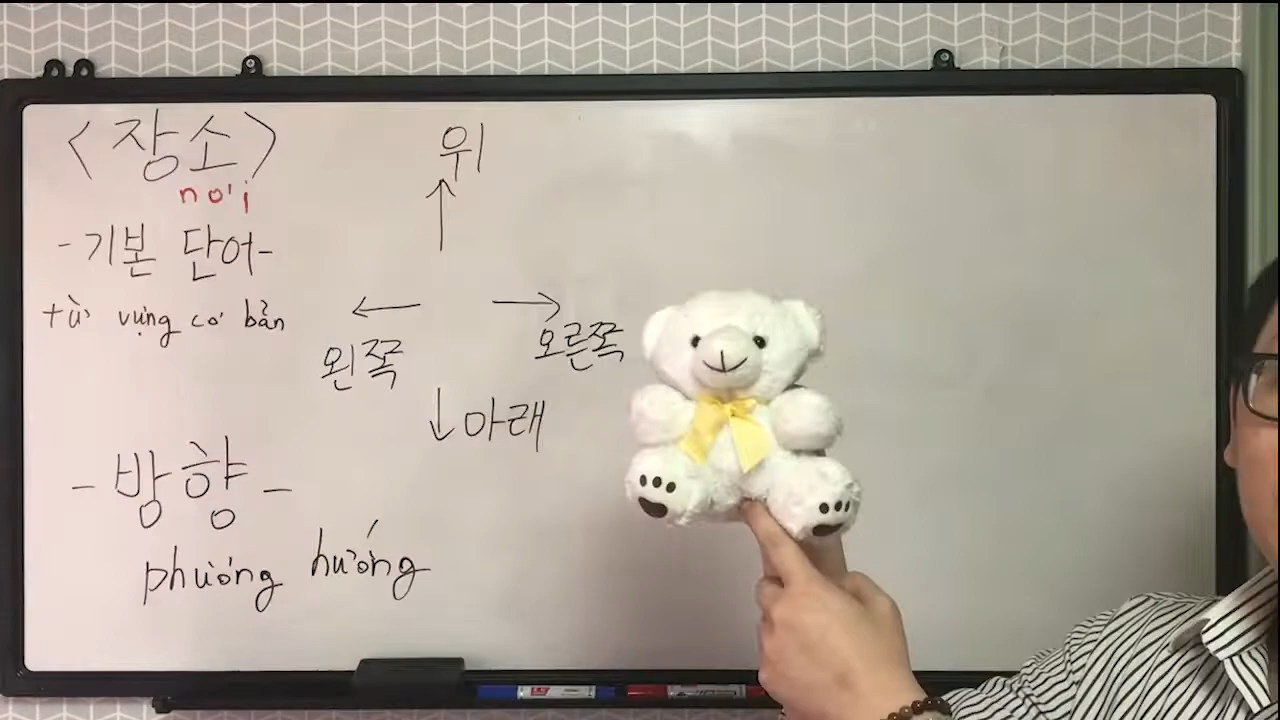 <장소>
nơi
-기본 단어-
từ vựng cơ bản
위
왼쪽
오른쪽
아래
-방향-
phương hướng